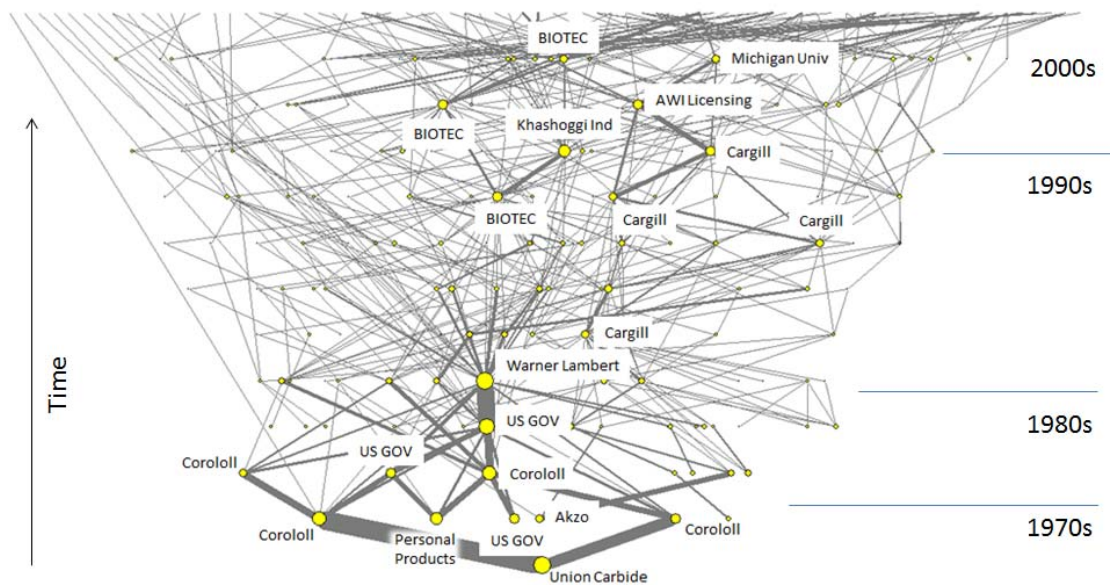 BIOTEC
Michigan Univ
2000s
AWI Licensing
BIOTEC
Khashoggi Ind
Cargill
1990s
BIOTEC
Cargill
Cargill
Cargill
Time
Warner Lambert
US GOV
1980s
US GOV
Corololl
Corololl
Corololl
Personal
Products
US GOV
Akzo
Corololl
1970s
Union Carbide